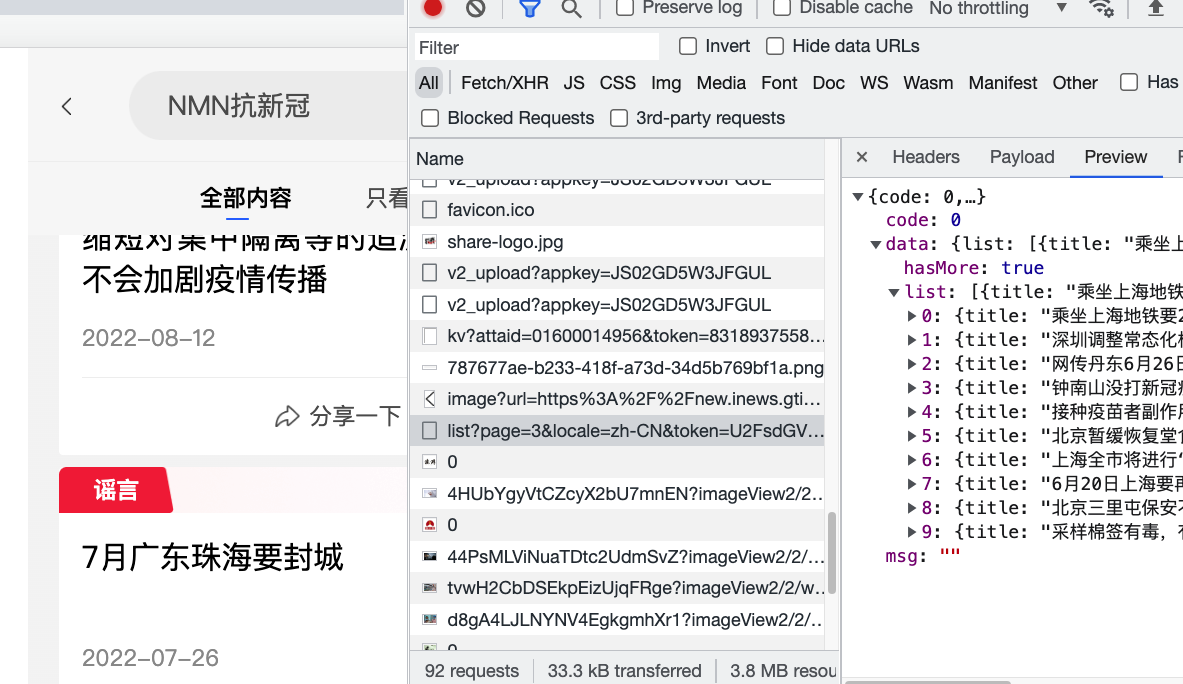 Preserve log
Disable cache
No throttling
Filter
Invert
Hide data URLs
All
Fetch/XHR
JS
CSS
Img
Media
Font
Doc
WS
Wasm
Manifest
Other
Has
Blocked Requests
3rd-party requests
NMN抗新冠
全部内容
只看
不会加剧疫情传播
2022-08-12
分享一下
谣言
7月广东珠海要封城
2022-07-26
Name
v2_upload?appkey=JS02GD5W3JFGUL
favicon.ico
share-logo.jpg
v2_upload?appkey=JS02GD5W3JFGUL
v2_upload?appkey=JS02GD5W3JFGUL
kv?attaid=01600014956&token=8318937558…
787677ae-b233-418f-a73d-34d5b769bf1a.png
image?url=https%3A%2F%2Fnew.inews.gti…
list?page=3&locale=zh-CN&token=U2FsdGV…
0
4HUbYgyVtCZcyX2bU7mnEN?imageView2/2…
0
44PsMLViNuaTDtc2UdmSvZ?imageView2/2/…
tvwH2CbDSEkpEizUjqFRge?imageView2/2/w…
d8gA4LJLNYNV4EgkgmhXr1?imageView2/2/…
92 requests
33.3 kB transferred
3.8 MB resou
Headers
Payload
Preview
{code: 0,…}
code: 0
data: {list: [{title: "乘坐上
hasMore: true
list: [{title: "乘坐上海地铁
0: {title: "乘坐上海地铁要2
1: {title: "深圳调整常态化核
2: {title: "网传丹东6月26日
3: {title: "钟南山没打新冠疫
4: {title: "接种疫苗者副作用
5: {title: "北京暂缓恢复堂食
6: {title: "上海全市将进行“
7: {title: "6月20日上海要再
8: {title: "北京三里屯保安不
9: {title: "采样棉签有毒，有
msg: ""